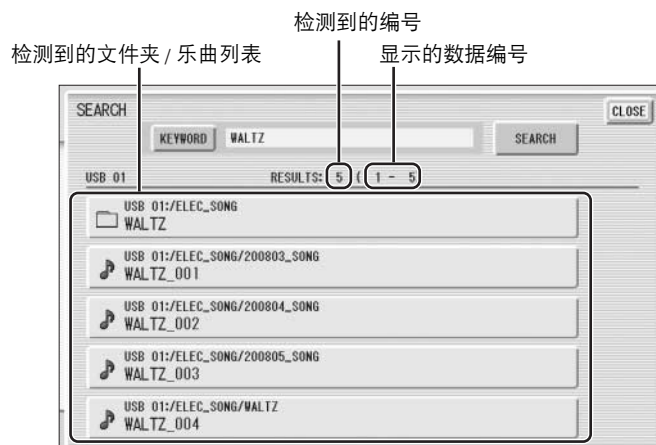 检测到的编号
检测到的文件夹 / 乐曲列表
显示的数据编号
SEARCH
CLOSE
KEYWORD WALTZ SEARCH
USB 01 RESULTS: 5 ( 1 - 5
USB 01:/ELEC_SONG
WALTZ
USB 01:/ELEC_SONG/200803_SONG
WALTZ_001
USB 01:/ELEC_SONG/200804_SONG
WALTZ_002
USB 01:/ELEC_SONG/200805_SONG
WALTZ_003
USB 01:/ELEC_SONG/WALTZ
WALTZ_004